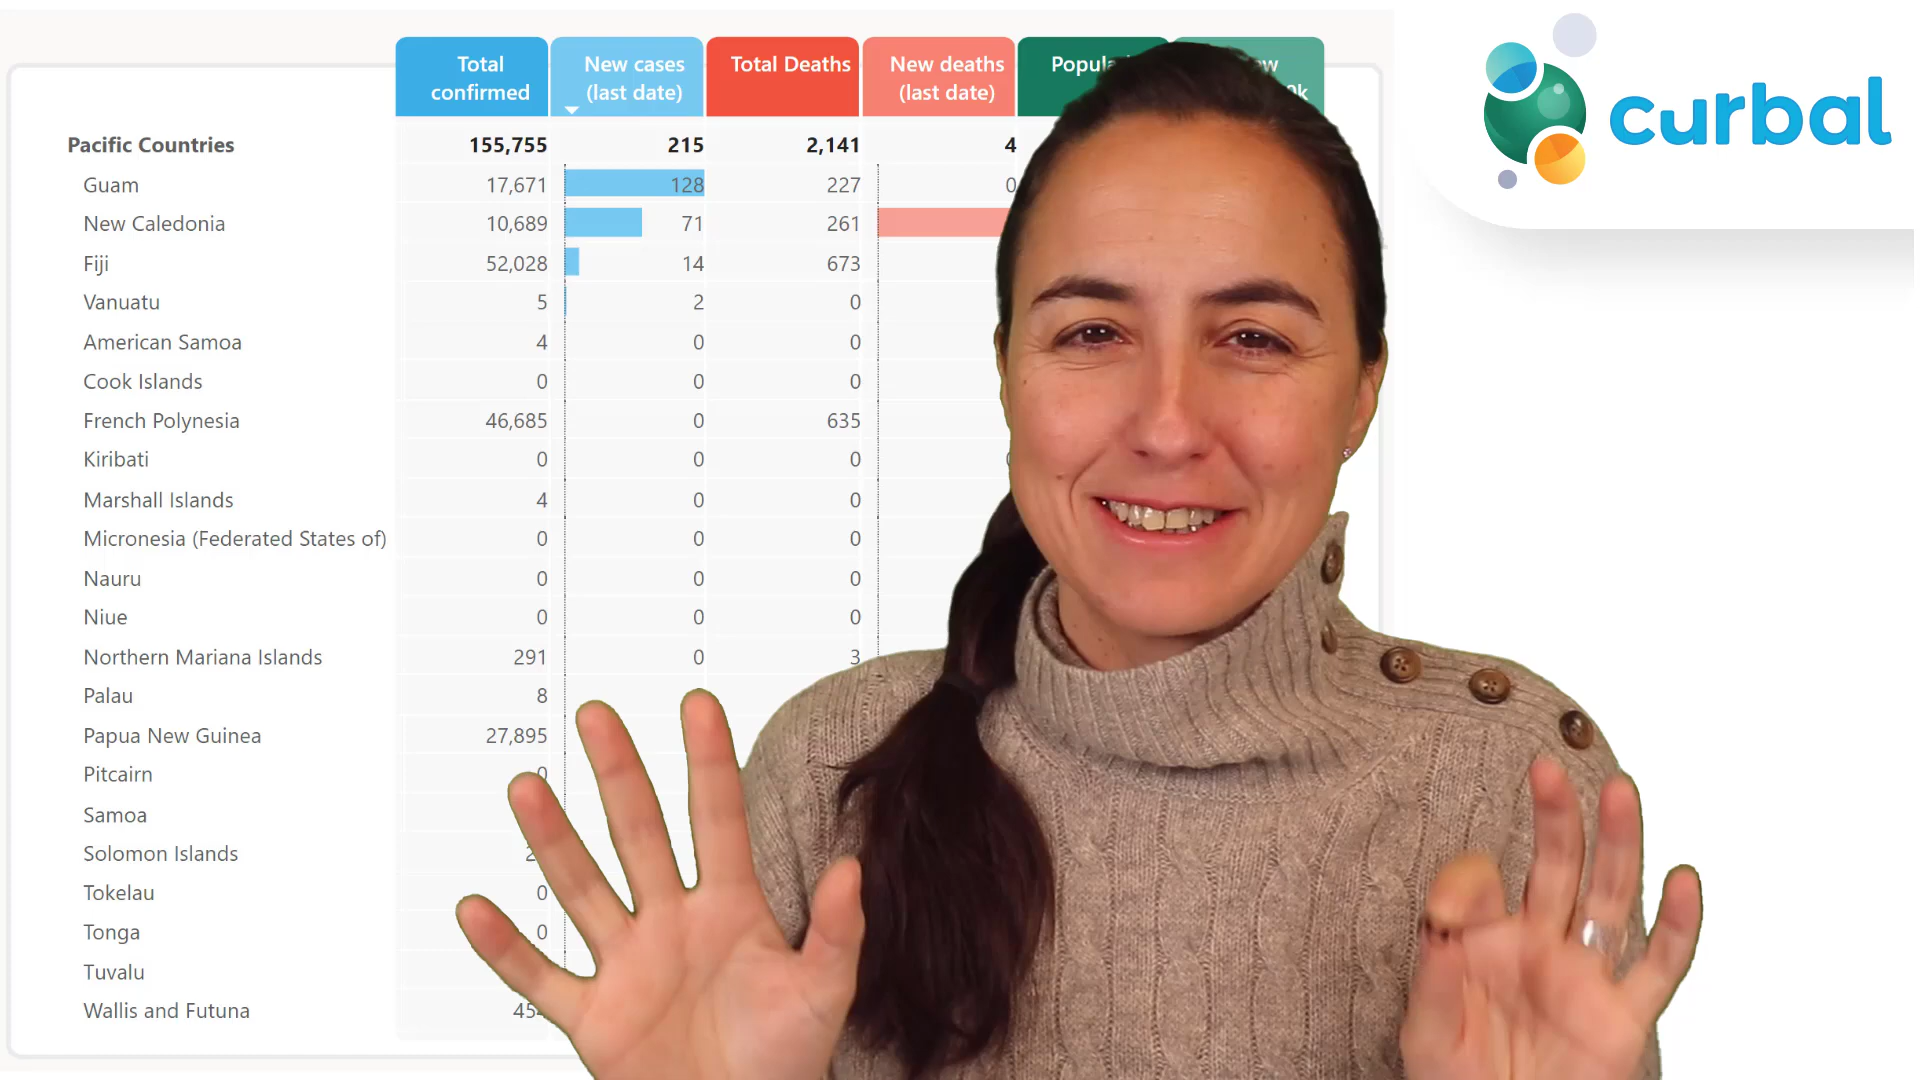 Total confirmed New cases (last date) Total Deaths New deaths (last date)
curbal
Pacific Countries 155,755 215 2,141 4
Guam 17,671 128 227 0
New Caledonia 10,689 71 261
Fiji 52,028 14 673
Vanuatu 5 2 0
American Samoa 4 0 0
Cook Islands 0 0 0
French Polynesia 46,685 0 635
Kiribati 0 0 0
Marshall Islands 4 0 0
Micronesia (Federated States of) 0 0 0
Nauru 0 0 0
Niue 0 0 0
Northern Mariana Islands 291 0 3
Palau 8
Papua New Guinea 27,895
Pitcairn 0
Samoa
Solomon Islands
Tokelau 0
Tonga 0
Tuvalu
Wallis and Futuna